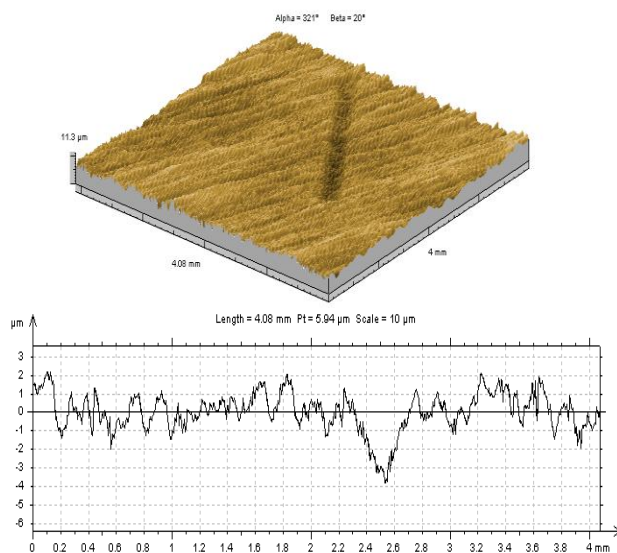 Alpha = 321° Beta = 20°
11.3 µm
4.08 mm
4 mm
Length = 4.08 mm Pt = 5.94 µm Scale = 10 µm
µm
3
2
1
0
-1
-2
-3
-4
-5
-6
0 0.2 0.4 0.6 0.8 1 1.2 1.4 1.6 1.8 2 2.2 2.4 2.6 2.8 3 3.2 3.4 3.6 3.8 4 mm